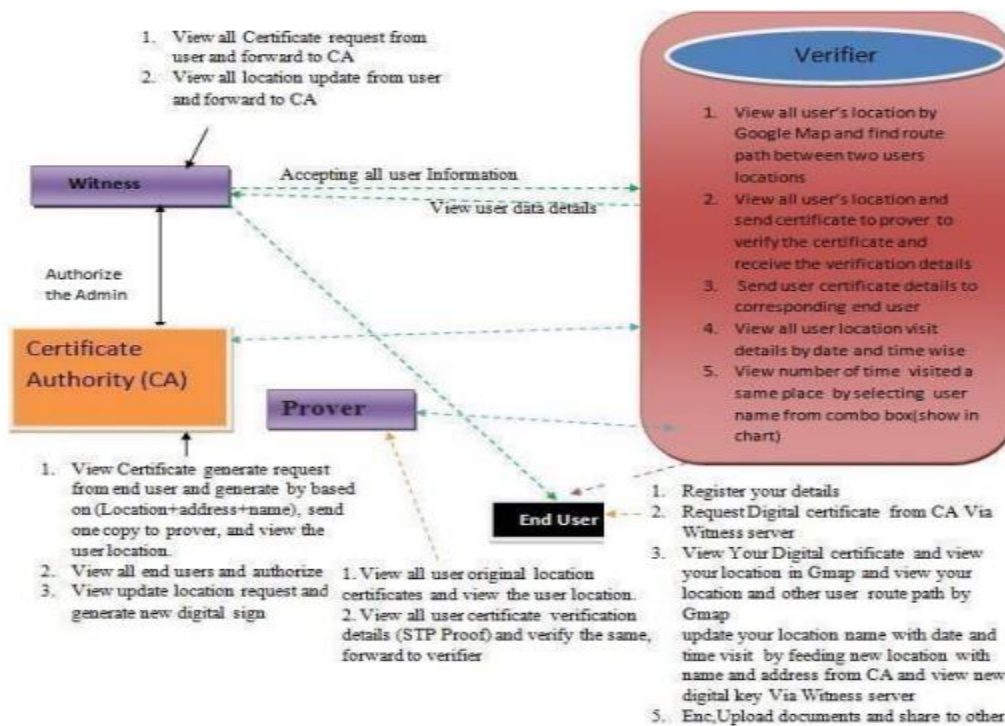 1. View all Certificate request from
user and forward to CA
2. View all location update from user
and forward to CA
Witness
Accepting all user Information
View user data details
Authorize
the Admin
Certificate
Authority (CA)
Prover
End User
Verifier
1. View all user's location by
Google Map and find route
path between two users
locations
2. View all user's location and
send certificate to prover to
verify the certificate and
receive the verification details
3. Send user certificate details to
corresponding end user
4. View all user location visit
details by date and time wise
5. View number of time visited a
same place by selecting user
name from combo box(show in
chart)
1. View Certificate generate request
from end user and generate by based
on (Location+address+name), send
one copy to prover, and view the
user location.
2. View all end users and authorize
3. View update location request and
generate new digital sign
1. View all user original location
certificates and view the user location.
2. View all user certificate verification
details (STP Proof) and verify the same,
forward to verifier
1. Register your details
2. Request Digital certificate from CA Via
Witness server
3. View Your Digital certificate and view
your location in Gmap and view your
location and other user route path by
Gmap
update your location name with date and
time visit by feeding new location with
name and address from CA and view new
digital key Via Witness server
5. Enc,Upload documents and share to other